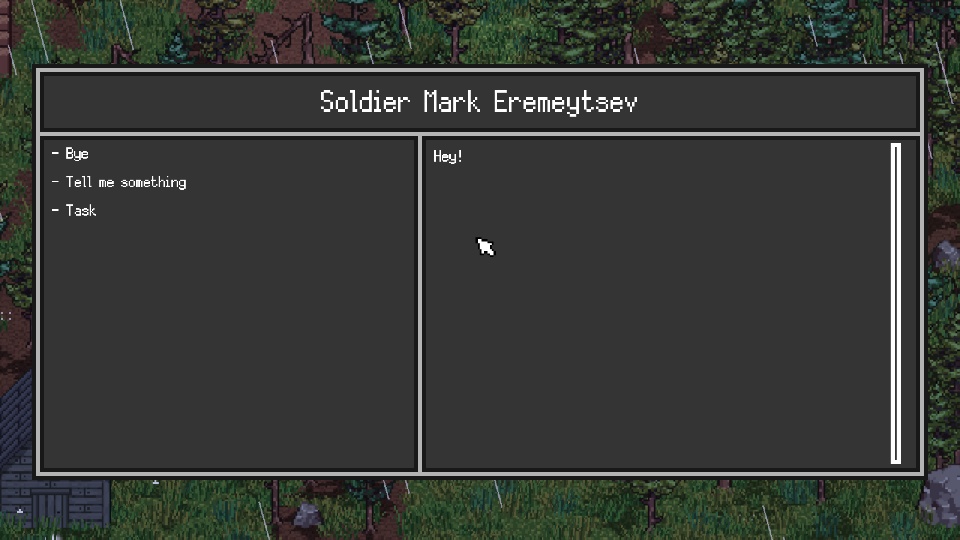 Soldier Mark Eremeytsev
- Bye
- Tell me something
- Task
Hey!